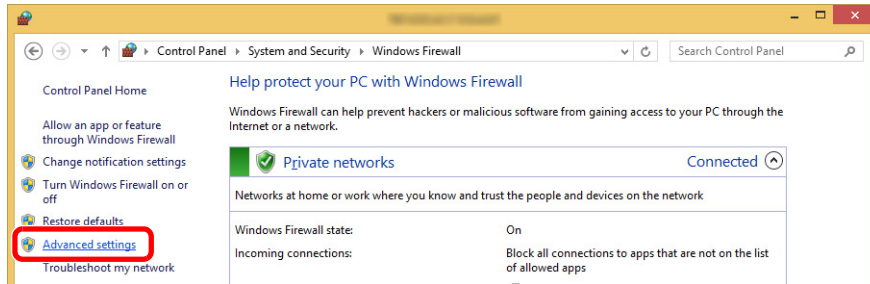 Control Panel
System and Security
Windows Firewall
Search Control Panel
Control Panel Home
Allow an app or feature
through Windows Firewall
Change notification settings
Turn Windows Firewall on or
off
Restore defaults
Advanced settings
Troubleshoot my network
Help protect your PC with Windows Firewall
Windows Firewall can help prevent hackers or malicious software from gaining access to your PC through the
Internet or a network.
Private networks
Connected
Networks at home or work where you know and trust the people and devices on the network
Windows Firewall state:
On
Incoming connections:
Block all connections to apps that are not on the list
of allowed apps